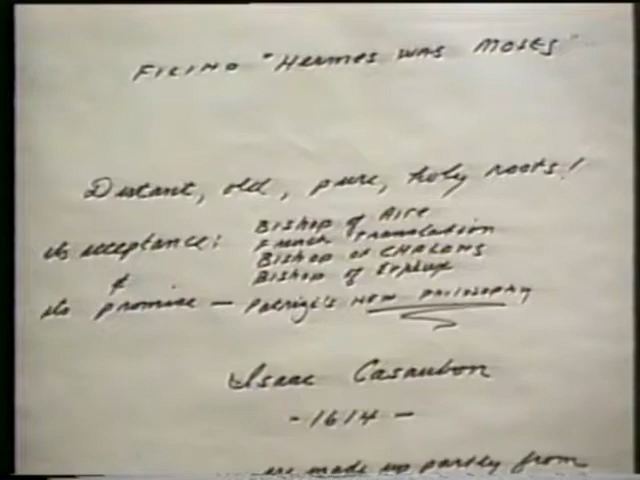 FICINO "Hermes was MOSES"
Distant, old, pure, holy roots!
its acceptance: Bishop of Aire
French Translation
Bishop of CHALONS
Bishop of
&
its promise — Patrizi's NEW PHILOSOPHY
Isaac Casaubon
- 1614 -
are made up partly from